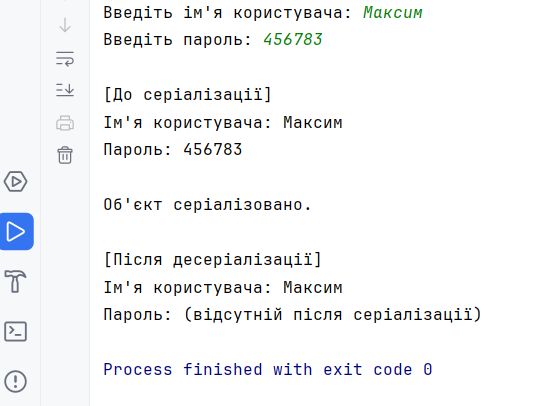 Введіть ім'я користувача: Максим
Введіть пароль: 456783
[До серіалізації]
Ім'я користувача: Максим
Пароль: 456783
Об'єкт серіалізовано.
[Після десеріалізації]
Ім'я користувача: Максим
Пароль: (відсутній після серіалізації)
Process finished with exit code 0